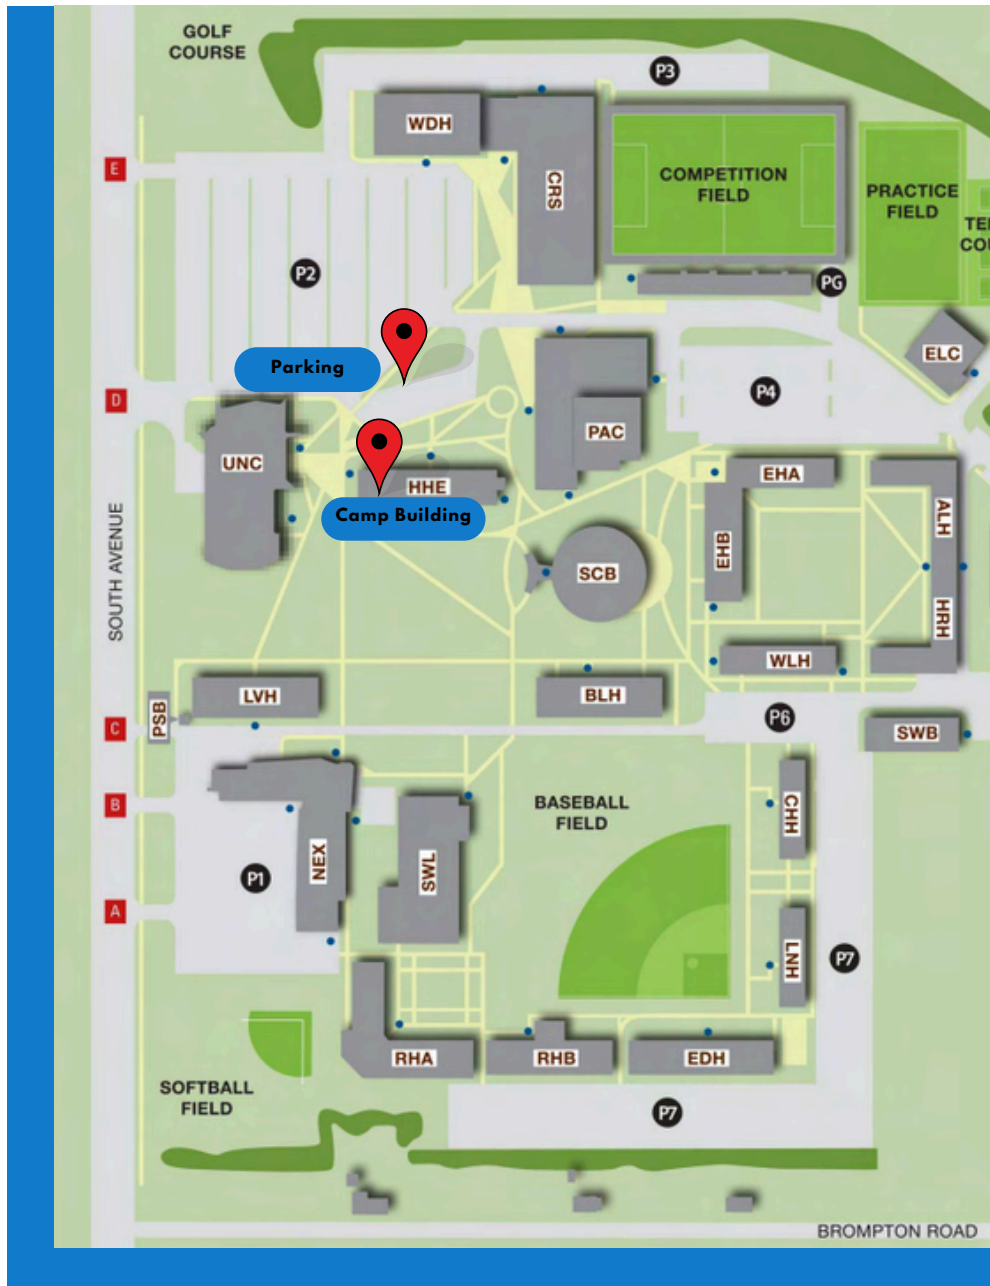 GOLF
COURSE
P3
WDH
E
CRS
COMPETITION
FIELD
PRACTICE
FIELD
TE
COU
P2
PG
ELC
Parking
D
P4
PAC
UNC
EHA
HHE
Camp Building
ALH
SOUTH AVENUE
EHB
SCB
HRH
WLH
LVH
BLH
PSB
C
P6
SWB
B
BASEBALL
FIELD
CHH
NEX
SWL
P1
A
LNH
P7
RHA
RHB
EDH
SOFTBALL
FIELD
P7
BROMPTON ROAD